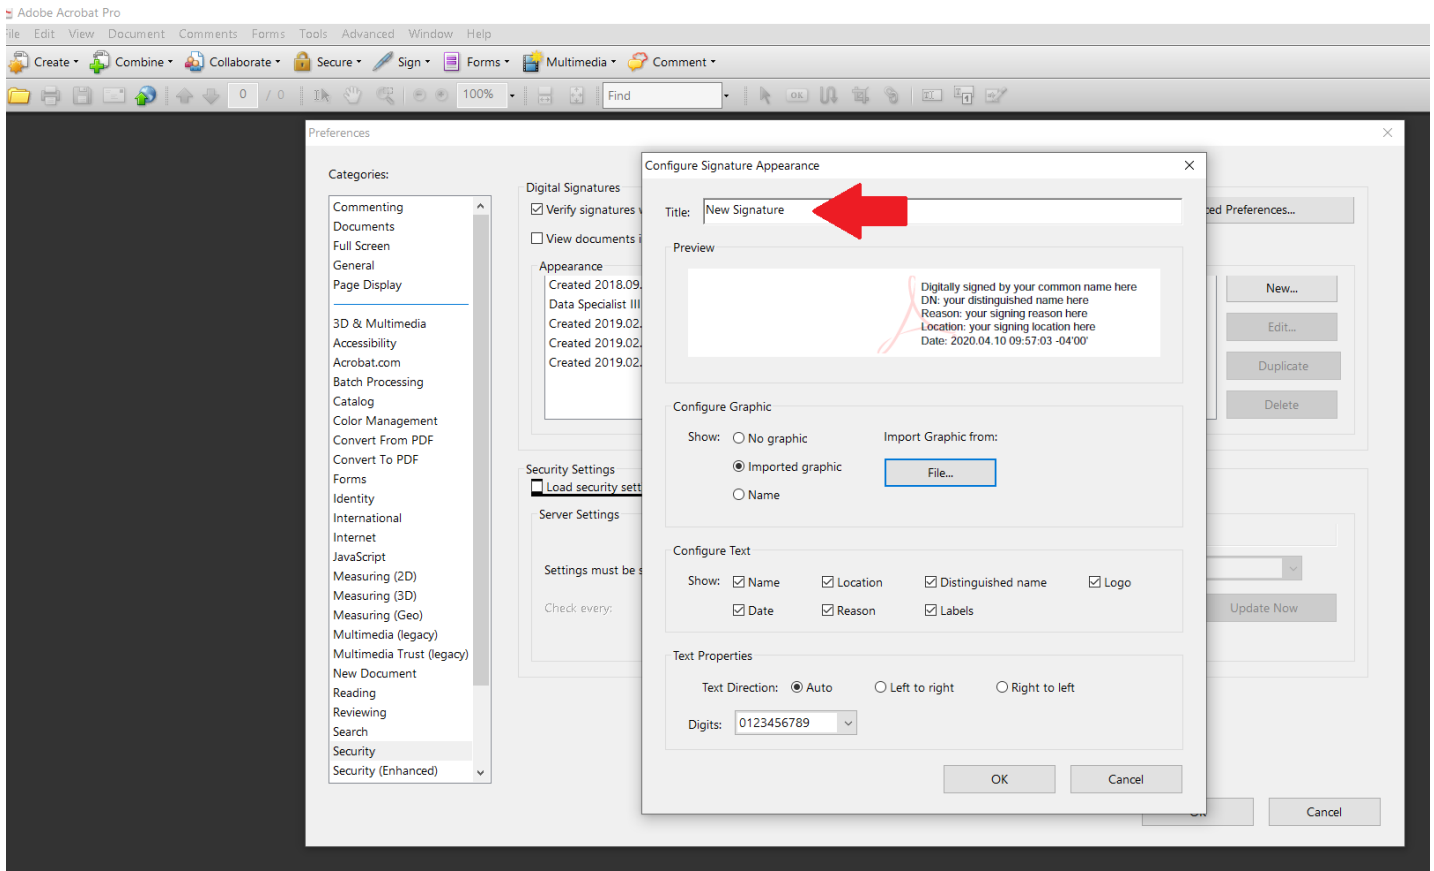 Adobe Acrobat Pro
File Edit View Document Comments Forms Tools Advanced Window Help
Create Combine Collaborate Secure Sign Forms Multimedia Comment
0 / 0 100% Find
Preferences
Configure Signature Appearance
Categories:
Commenting
Documents
Full Screen
General
Page Display
3D & Multimedia
Accessibility
Acrobat.com
Batch Processing
Catalog
Color Management
Convert From PDF
Convert To PDF
Forms
Identity
International
Internet
JavaScript
Measuring (2D)
Measuring (3D)
Measuring (Geo)
Multimedia (legacy)
Multimedia Trust (legacy)
New Document
Reading
Reviewing
Search
Security
Security (Enhanced)
Digital Signatures
Verify signatures
View documents
Appearance
Created 2018.09.
Data Specialist III
Created 2019.02.
Created 2019.02.
Created 2019.02.
Security Settings
Load security sett
Server Settings
Settings must be s
Check every:
Title: New Signature
Preview
Digitally signed by your common name here
DN: your distinguished name here
Reason: your signing reason here
Location: your signing location here
Date: 2020.04.10 09:57:03 -04'00'
Configure Graphic
Show: No graphic
Imported graphic
Name
Import Graphic from:
File...
Configure Text
Show: Name Location Distinguished name Logo
Date Reason Labels
Text Properties
Text Direction: Auto Left to right Right to left
Digits: 0123456789
OK Cancel
ced Preferences...
New...
Edit...
Duplicate
Delete
Update Now
OK Cancel